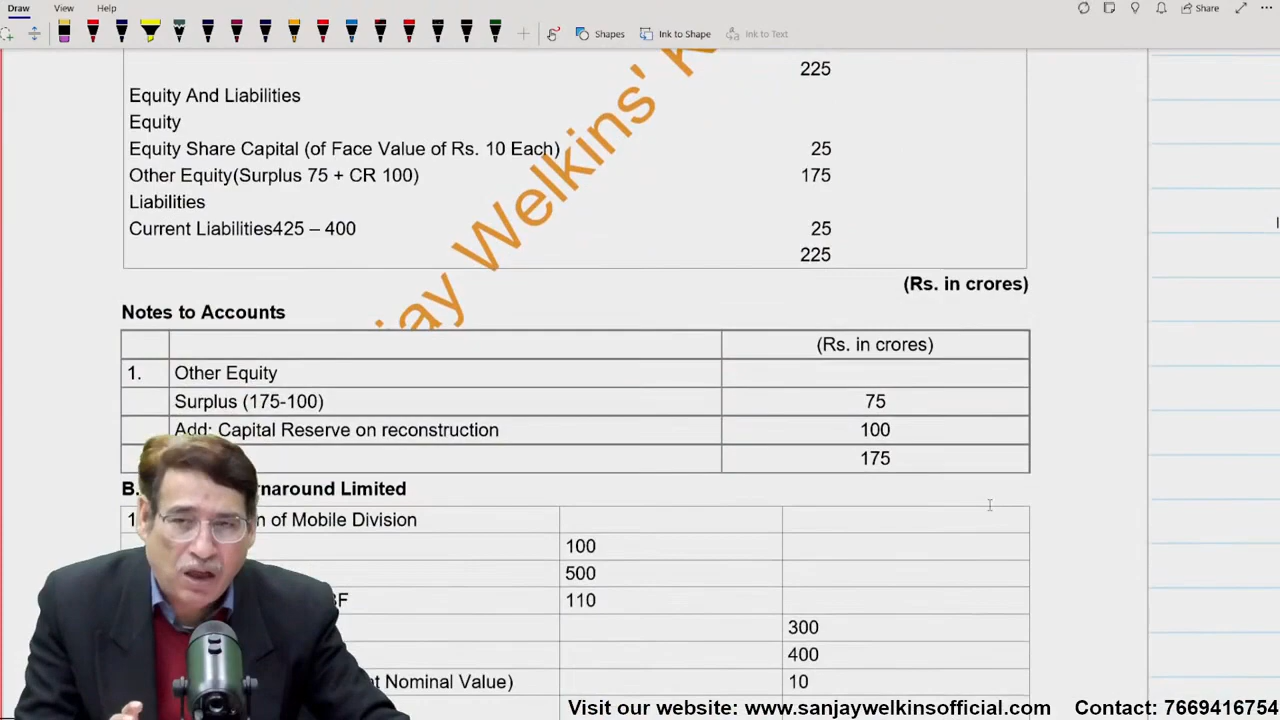 Draw View Help Share
Shapes Ink to Shape Ink to Text
225
Equity And Liabilities
Equity
Equity Share Capital (of Face Value of Rs. 10 Each) 25
Other Equity(Surplus 75 + CR 100) 175
Liabilities
Current Liabilities425 – 400 25
225
(Rs. in crores)
Notes to Accounts
(Rs. in crores)
1. Other Equity
Surplus (175-100) 75
Add: Capital Reserve on reconstruction 100
175
B. rnaround Limited
1 n of Mobile Division
100
500
F 110
300
400
t Nominal Value) 10
jay Welkins' K
Visit our website: www.sanjaywelkinsofficial.com Contact: 7669416754